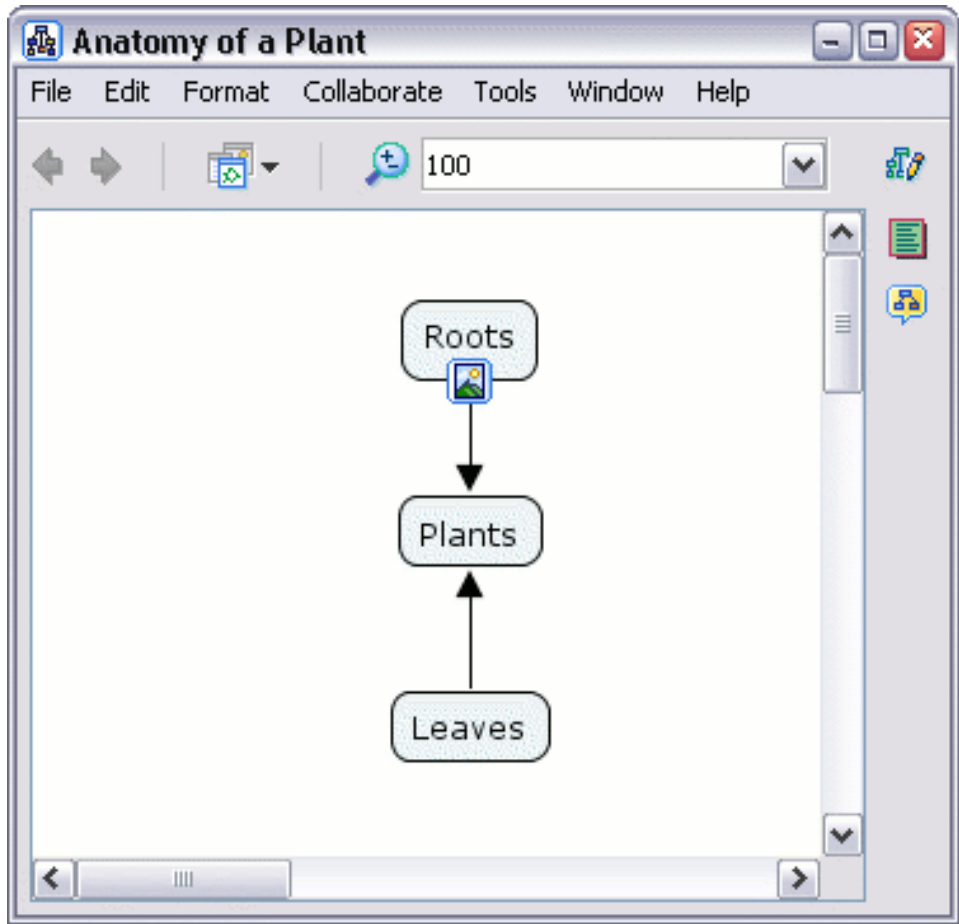 Anatomy of a Plant
File Edit Format Collaborate Tools Window Help
100
Roots
Plants
Leaves